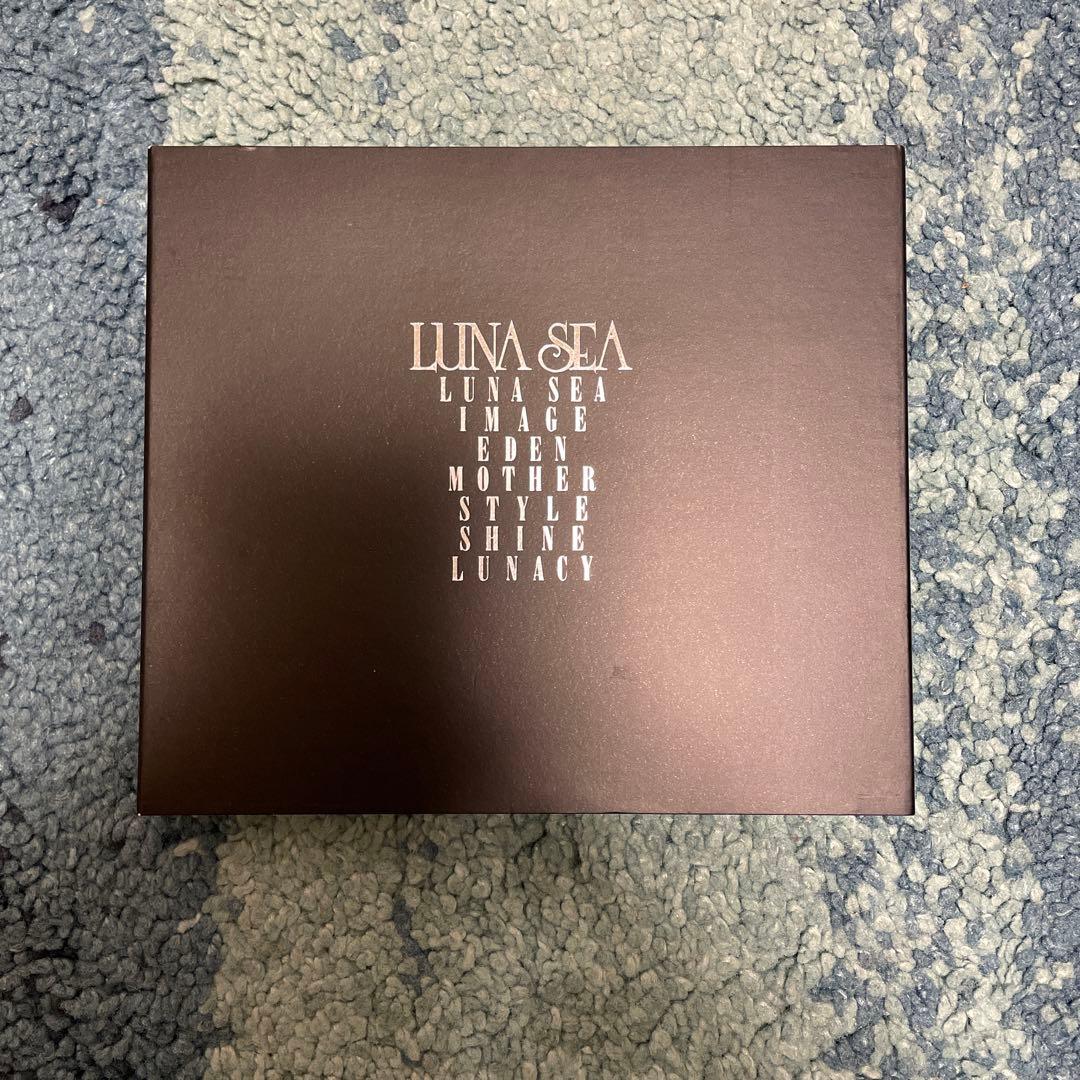 LUNA SEA
LUNA SEA
IMAGE
EDEN
MOTHER
STYLE
SHINE
LUNACY